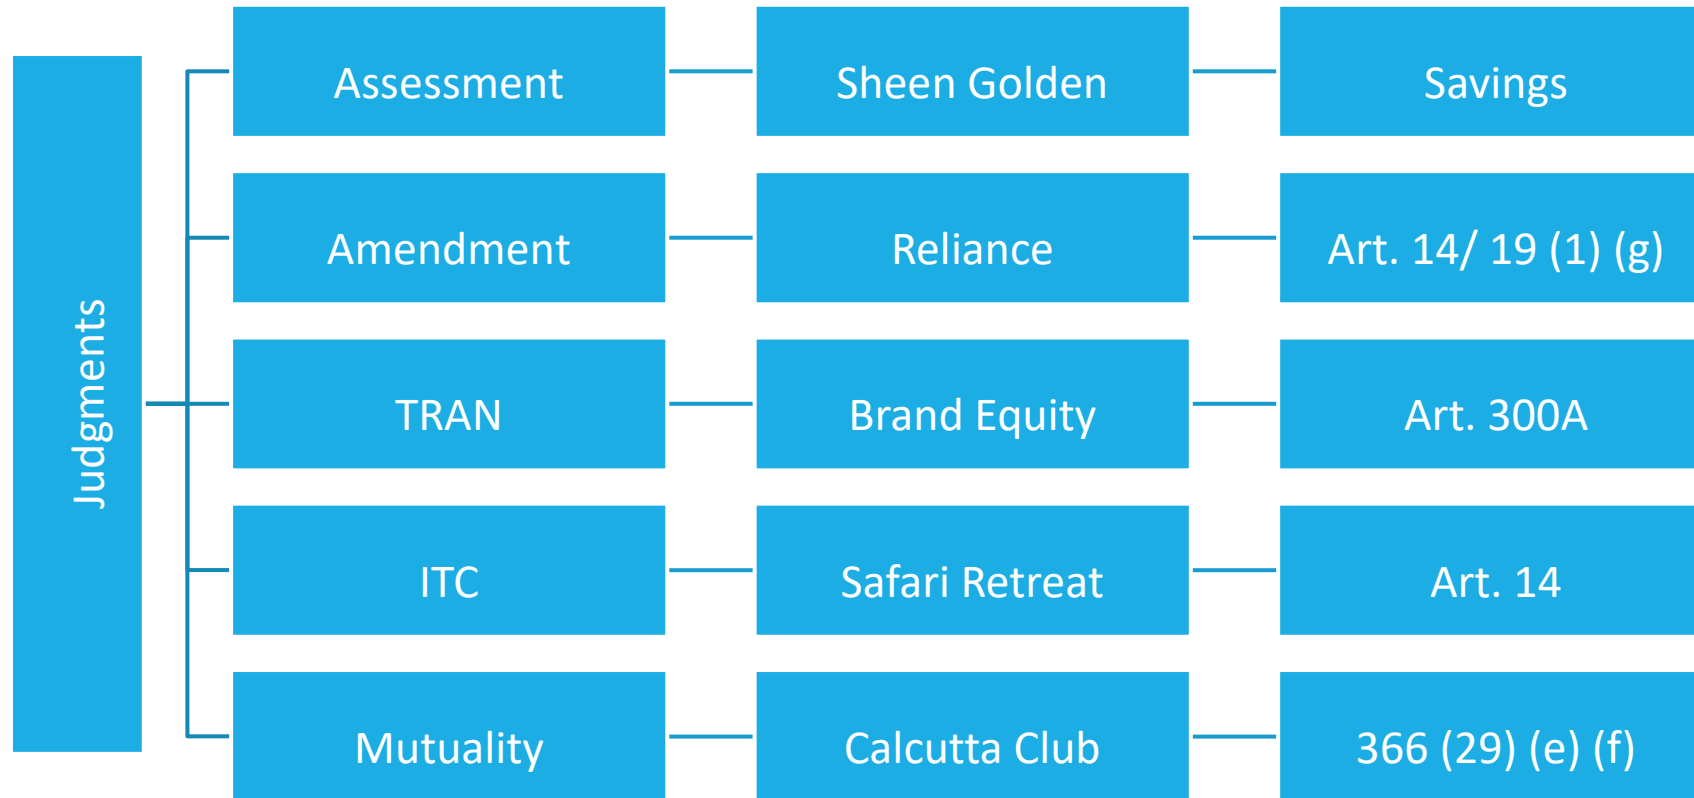 Judgments
Assessment
Sheen Golden
Savings
Amendment
Reliance
Art. 14/ 19 (1) (g)
TRAN
Brand Equity
Art. 300A
ITC
Safari Retreat
Art. 14
Mutuality
Calcutta Club
366 (29) (e) (f)